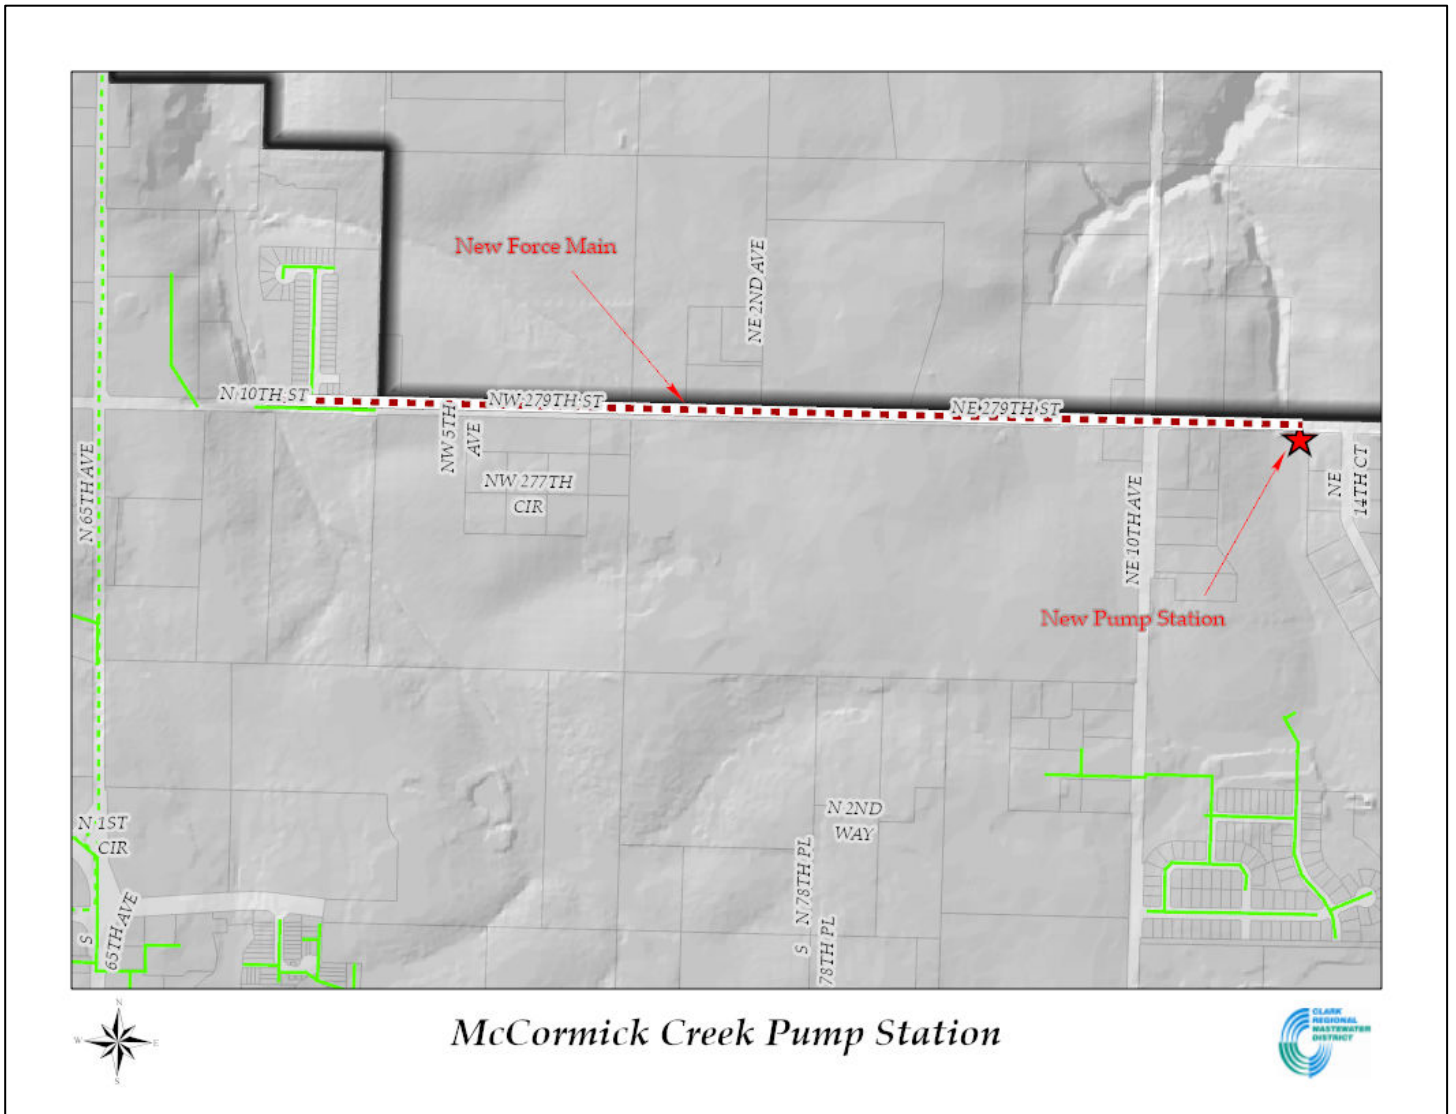 New Force Main
NE 2ND AVE
N 10TH ST
NW 279TH ST
NE 279TH ST
NW 5TH
AVE
N 65TH AVE
NW 277TH
CIR
NE
14TH CT
NE 10TH AVE
New Pump Station
N 1ST
CIR
N 2ND
WAY
N 78TH PL
S
78TH PL
S
65TH AVE
N
W
E
S
McCormick Creek Pump Station
CLARK
REGIONAL
WASTEWATER
DISTRICT